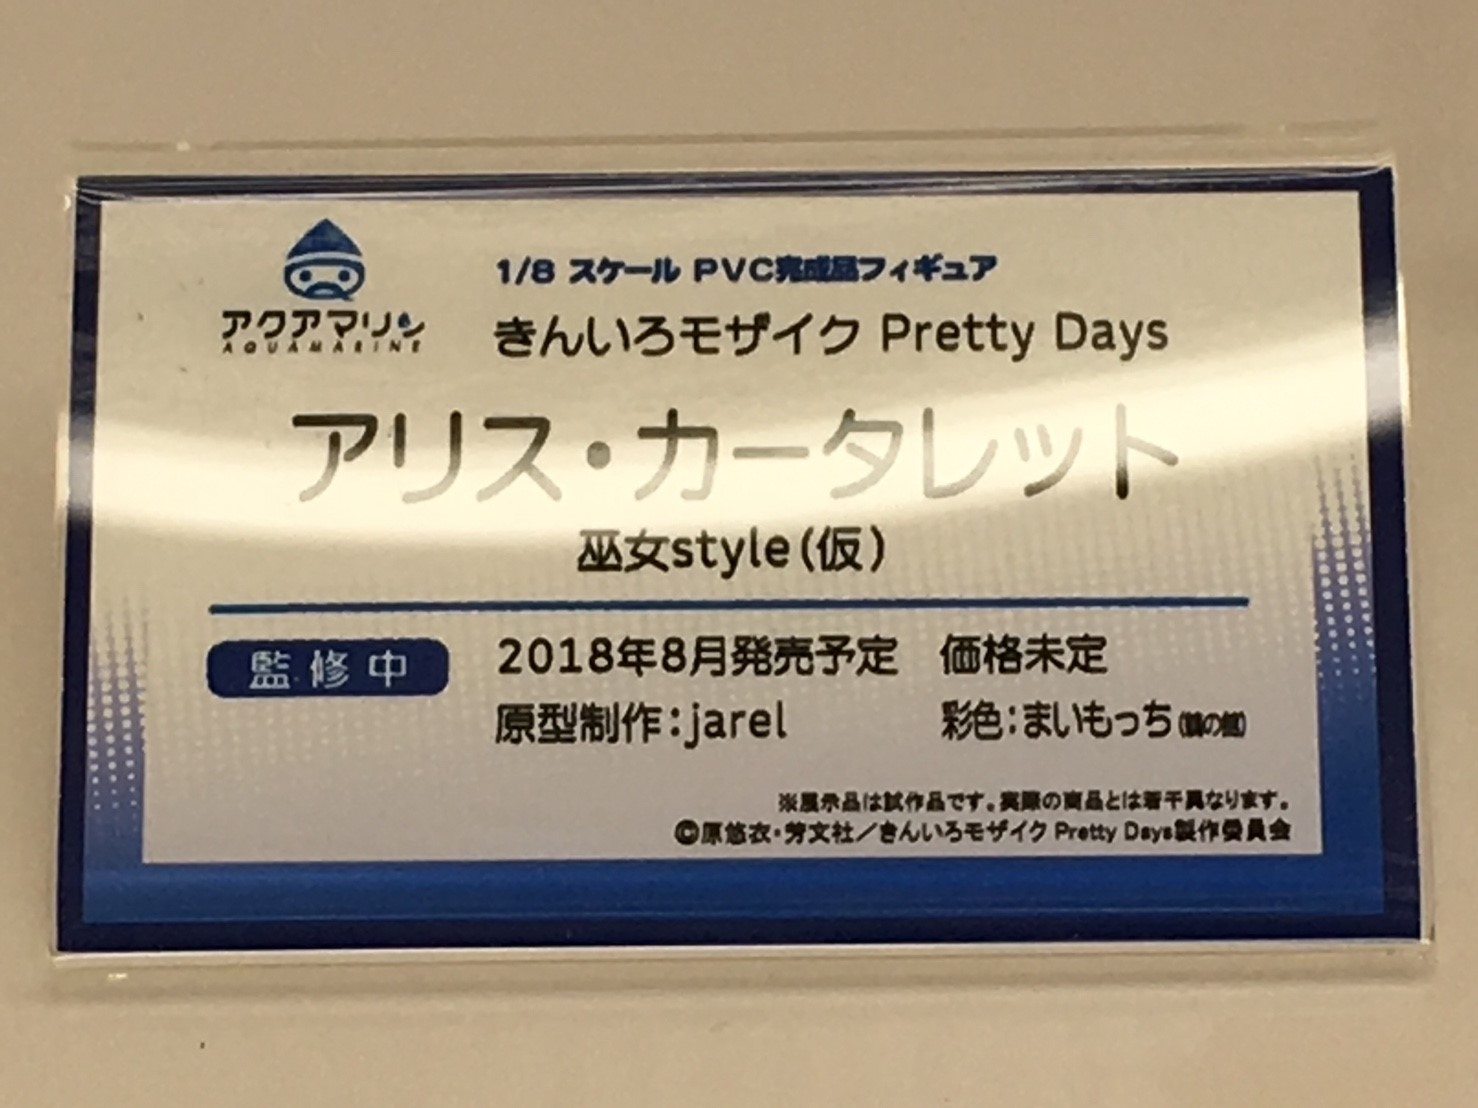 アクアマリン
AQUAMARINE
1/8 スケール PVC完成品フィギュア
きんいろモザイク Pretty Days
アリス・カータレット
巫女style(仮)
監修中
2018年8月発売予定 価格未定
原型制作:jarel 彩色:まいもっち
※展示品は試作品です。実際の商品とは若干異なります。
©原悠衣・芳文社/きんいろモザイク Pretty Days製作委員会